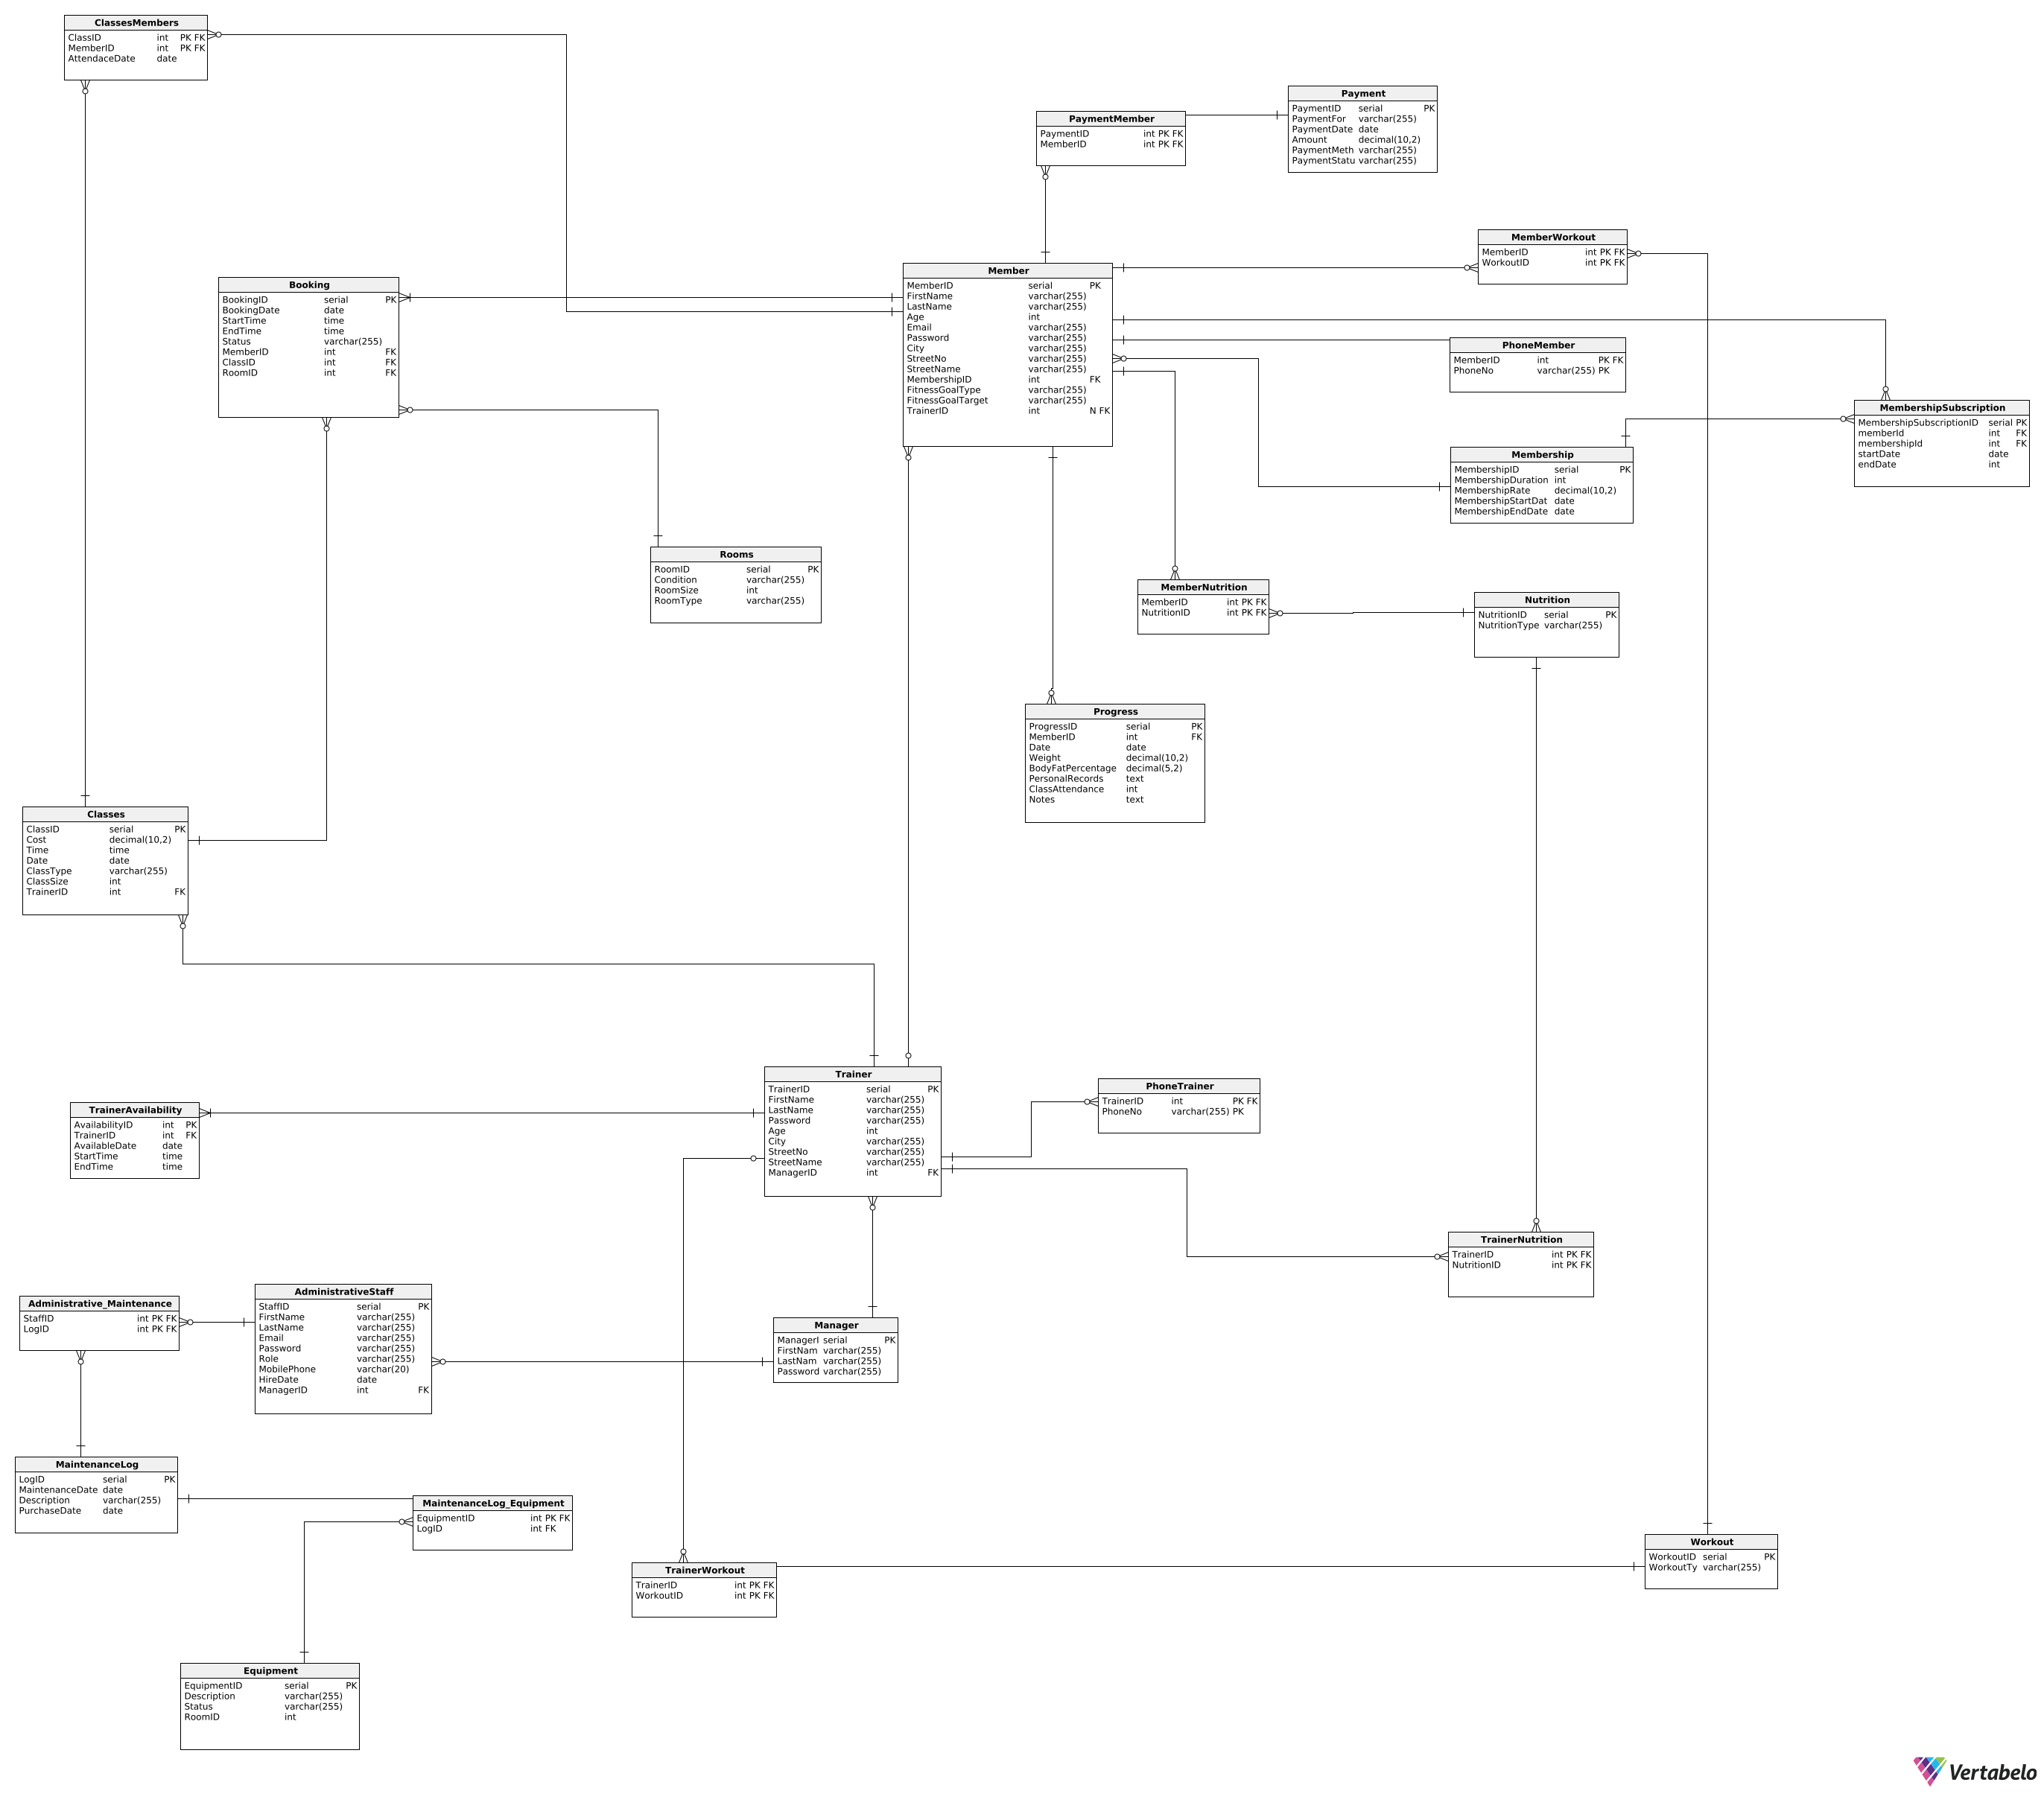 ClassesMembers
ClassID int PK FK
MemberID int PK FK
AttendaceDate date
Payment
PaymentID serial PK
PaymentFor varchar(255)
PaymentDate date
Amount decimal(10,2)
PaymentMeth varchar(255)
PaymentStatu varchar(255)
PaymentMember
PaymentID int PK FK
MemberID int PK FK
MemberWorkout
MemberID int PK FK
WorkoutID int PK FK
Booking
BookingID serial PK
BookingDate date
StartTime time
EndTime time
Status varchar(255)
MemberID int FK
ClassID int FK
RoomID int FK
Member
MemberID serial PK
FirstName varchar(255)
LastName varchar(255)
Age int
Email varchar(255)
Password varchar(255)
City varchar(255)
StreetNo varchar(255)
StreetName varchar(255)
MembershipID int FK
FitnessGoalType varchar(255)
FitnessGoalTarget varchar(255)
TrainerID int N FK
PhoneMember
MemberID int PK FK
PhoneNo varchar(255) PK
MembershipSubscription
MembershipSubscriptionID serial PK
memberId int FK
membershipId int FK
startDate date
endDate int
Membership
MembershipID serial PK
MembershipDuration int
MembershipRate decimal(10,2)
MembershipStartDat date
MembershipEndDate date
Rooms
RoomID serial PK
Condition varchar(255)
RoomSize int
RoomType varchar(255)
MemberNutrition
MemberID int PK FK
NutritionID int PK FK
Nutrition
NutritionID serial PK
NutritionType varchar(255)
Progress
ProgressID serial PK
MemberID int FK
Date date
Weight decimal(10,2)
BodyFatPercentage decimal(5,2)
PersonalRecords text
ClassAttendance int
Notes text
Classes
ClassID serial PK
Cost decimal(10,2)
Time time
Date date
ClassType varchar(255)
ClassSize int
TrainerID int FK
Trainer
TrainerID serial PK
FirstName varchar(255)
LastName varchar(255)
Password varchar(255)
Age int
City varchar(255)
StreetNo varchar(255)
StreetName varchar(255)
ManagerID int FK
PhoneTrainer
TrainerID int PK FK
PhoneNo varchar(255) PK
TrainerAvailability
AvailabilityID int PK
TrainerID int FK
AvailableDate date
StartTime time
EndTime time
TrainerNutrition
TrainerID int PK FK
NutritionID int PK FK
Administrative_Maintenance
StaffID int PK FK
LogID int PK FK
AdministrativeStaff
StaffID serial PK
FirstName varchar(255)
LastName varchar(255)
Email varchar(255)
Password varchar(255)
Role varchar(255)
MobilePhone varchar(20)
HireDate date
ManagerID int FK
Manager
ManagerI serial PK
FirstNam varchar(255)
LastNam varchar(255)
Password varchar(255)
MaintenanceLog
LogID serial PK
MaintenanceDate date
Description varchar(255)
PurchaseDate date
MaintenanceLog_Equipment
EquipmentID int PK FK
LogID int FK
TrainerWorkout
TrainerID int PK FK
WorkoutID int PK FK
Workout
WorkoutID serial PK
WorkoutTy varchar(255)
Equipment
EquipmentID serial PK
Description varchar(255)
Status varchar(255)
RoomID int
Vertabelo